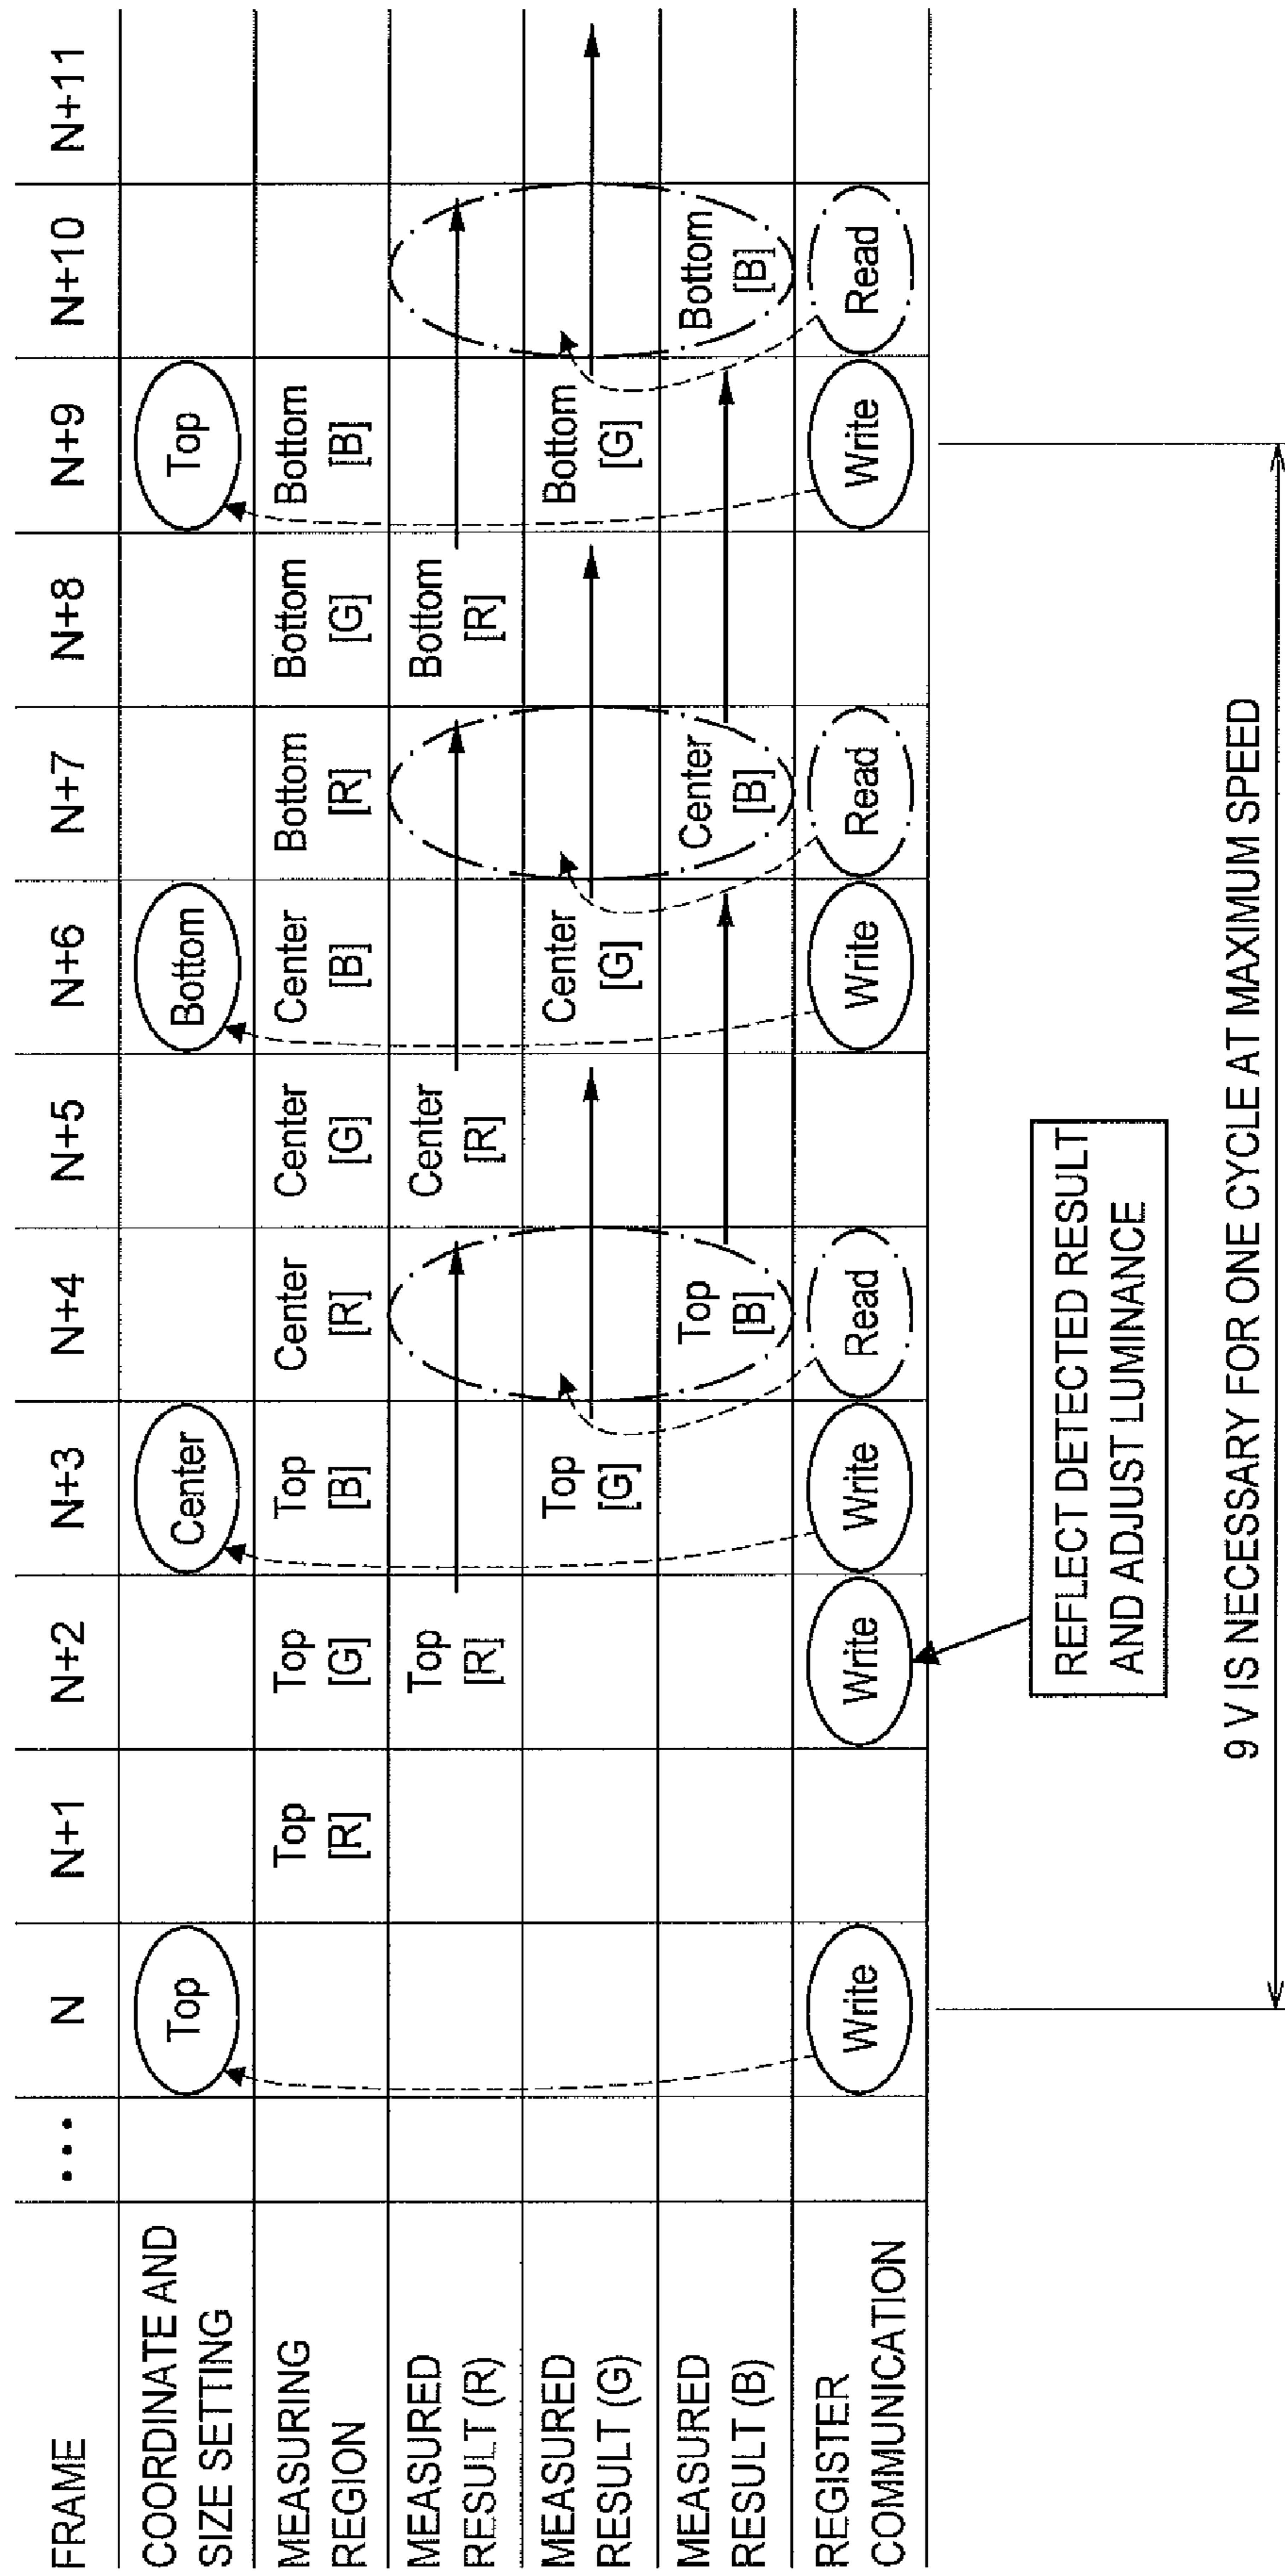 FRAME ... N N+1 N+2 N+3 N+4 N+5 N+6 N+7 N+8 N+9 N+10 N+11
COORDINATE AND
SIZE SETTING
Top Center Bottom Top
MEASURING
REGION
Top Top Top Center Center Center Bottom Bottom Bottom
[R] [G] [B] [R] [G] [B] [R] [G] [B]
MEASURED
RESULT (R)
Top Center Bottom
[R] [R] [R]
MEASURED
RESULT (G)
Top Center Bottom
[G] [G] [G]
MEASURED
RESULT (B)
Top Center Bottom
[B] [B] [B]
REGISTER
COMMUNICATION
Write Write Write Read Write Read Write Read
REFLECT DETECTED RESULT
AND ADJUST LUMINANCE
9 V IS NECESSARY FOR ONE CYCLE AT MAXIMUM SPEED